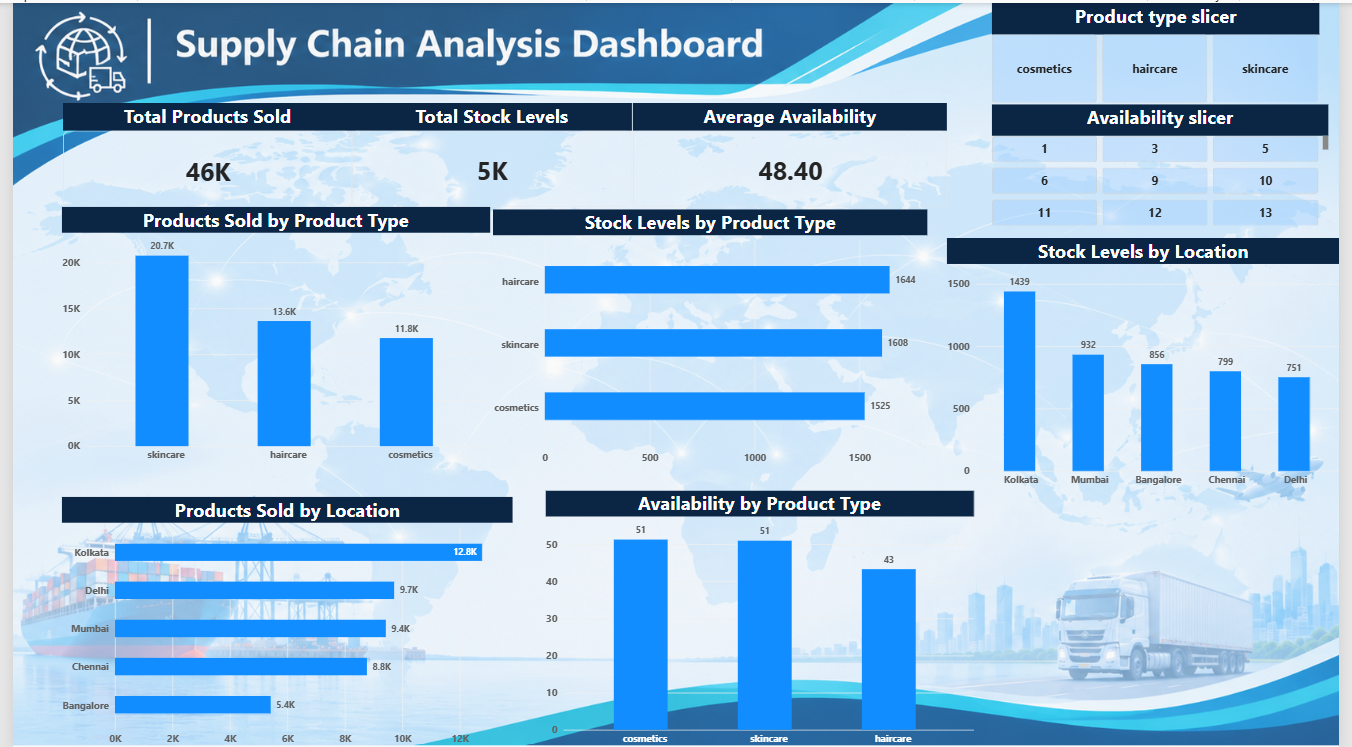 Supply Chain Analysis Dashboard
Product type slicer
cosmetics haircare skincare
Total Products Sold Total Stock Levels Average Availability
46K 5K 48.40
Availability slicer
1 3 5
6 9 10
11 12 13
Products Sold by Product Type
20.7K
20K
15K
13.6K
11.8K
10K
5K
0K
skincare haircare cosmetics
Stock Levels by Product Type
haircare 1644
skincare 1608
cosmetics 1525
0 500 1000 1500
Stock Levels by Location
1500
1439
1000
932
856
799
751
500
0
Kolkata Mumbai Bangalore Chennai Delhi
Products Sold by Location
Kolkata 12.8K
Delhi 9.7K
Mumbai 9.4K
Chennai 8.8K
Bangalore 5.4K
0K 2K 4K 6K 8K 10K 12K
Availability by Product Type
51 51
50
43
40
30
20
10
0
cosmetics skincare haircare